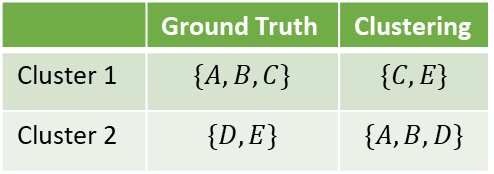 Ground Truth Clustering
Cluster 1 {A, B, C} {C, E}
Cluster 2 {D, E} {A, B, D}